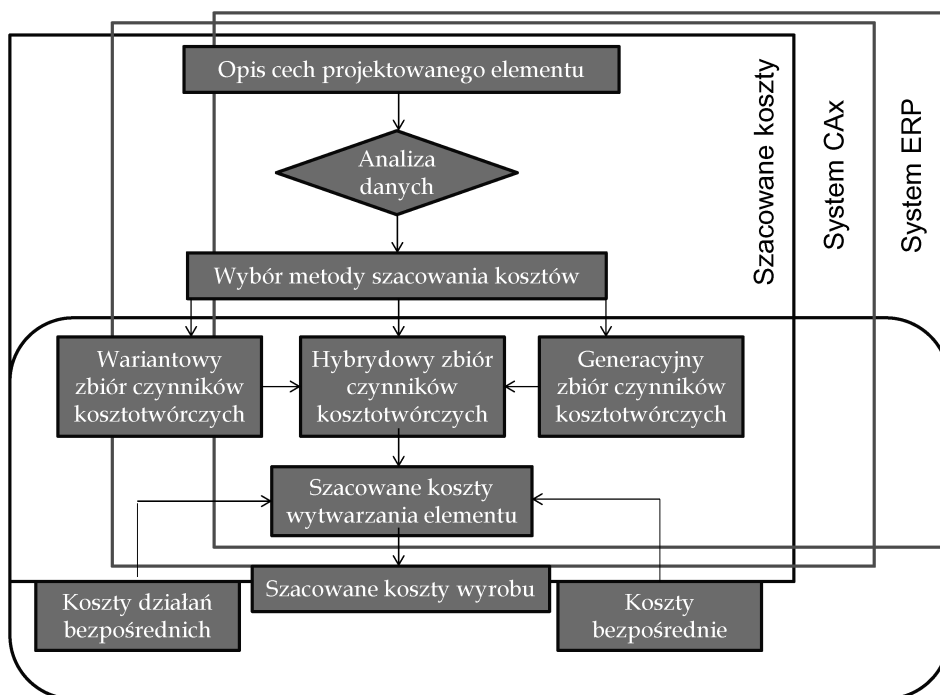 Opis cech projektowanego elementu
Analiza
danych
Wybór metody szacowania kosztów
Wariantowy
zbiór czynników
kosztotwórczych
Hybrydowy zbiór
czynników
kosztotwórczych
Generacyjny
zbiór czynników
kosztotwórczych
Szacowane koszty
wytwarzania elementu
Szacowane koszty wyrobu
Koszty działań
bezpośrednich
Koszty
bezpośrednie
Szacowane koszty
System CAx
System ERP